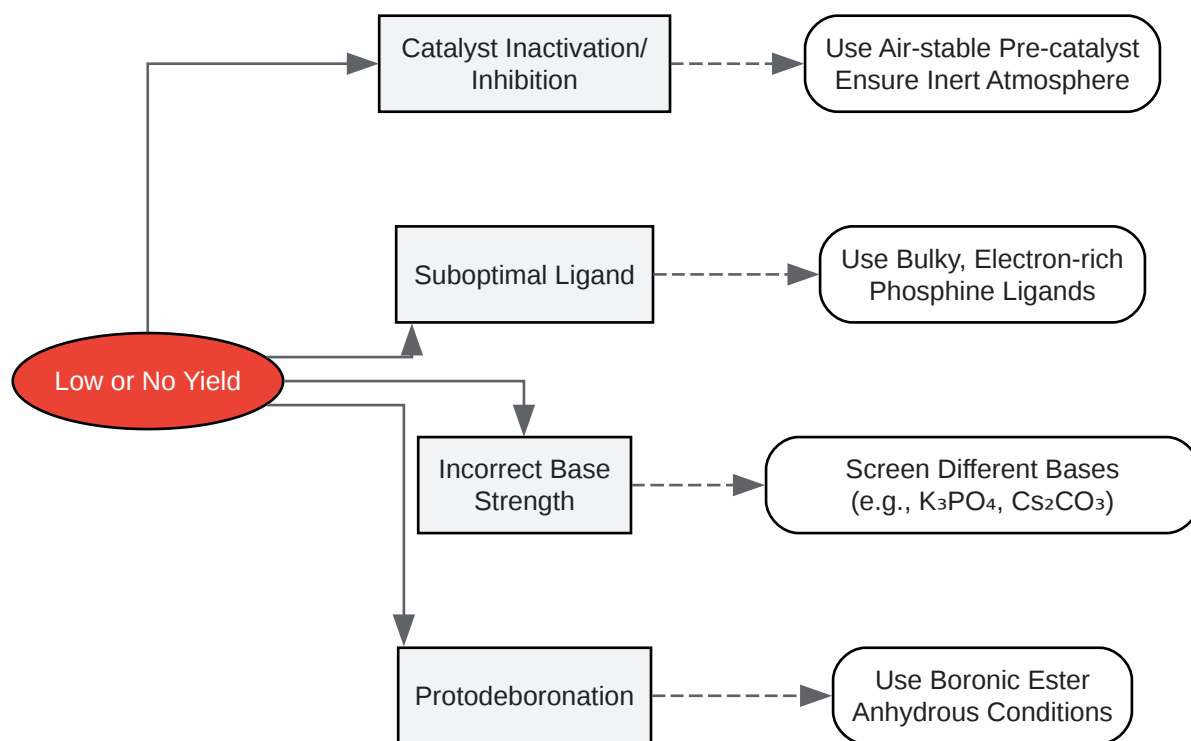 Catalyst Inactivation/
Inhibition
Use Air-stable Pre-catalyst
Ensure Inert Atmosphere
Suboptimal Ligand
Use Bulky, Electron-rich
Phosphine Ligands
Low or No Yield
Incorrect Base
Strength
Screen Different Bases
(e.g., K₃PO₄, Cs₂CO₃)
Protodeboronation
Use Boronic Ester
Anhydrous Conditions